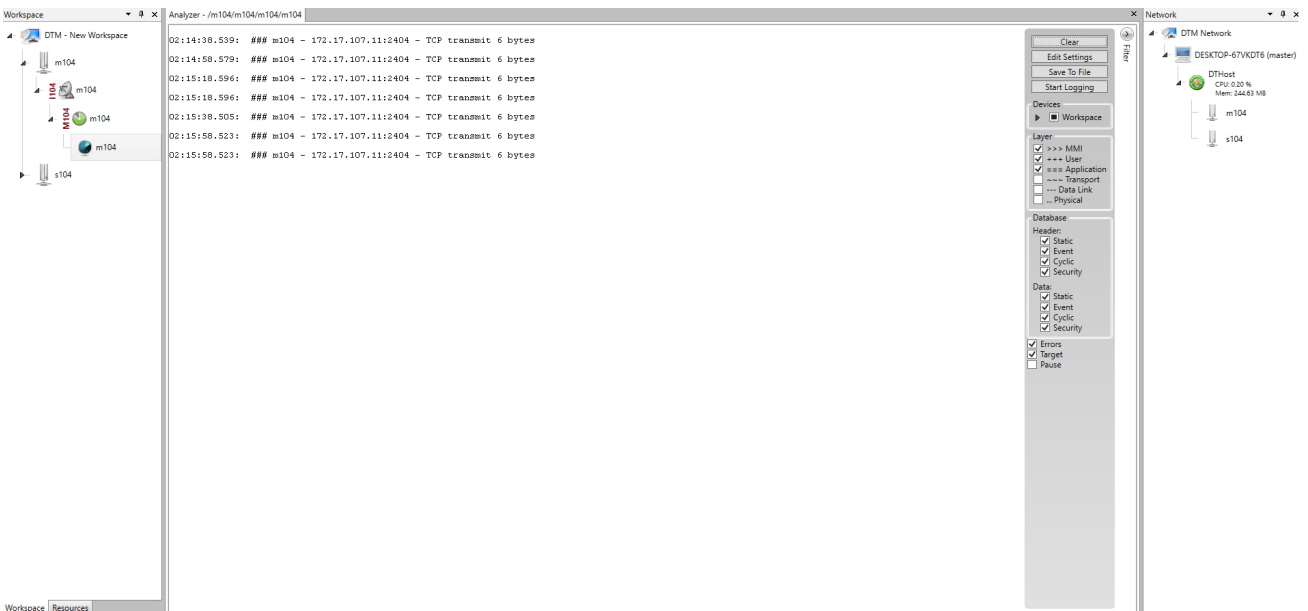 Workspace
DTM - New Workspace
m104
I104 m104
M104 m104
m104
s104
Workspace Resources
Analyzer - /m104/m104/m104/m104
02:14:38.539: ### m104 - 172.17.107.11:2404 - TCP transmit 6 bytes
02:14:58.579: ### m104 - 172.17.107.11:2404 - TCP transmit 6 bytes
02:15:18.596: ### m104 - 172.17.107.11:2404 - TCP transmit 6 bytes
02:15:18.596: ### m104 - 172.17.107.11:2404 - TCP transmit 6 bytes
02:15:38.505: ### m104 - 172.17.107.11:2404 - TCP transmit 6 bytes
02:15:58.523: ### m104 - 172.17.107.11:2404 - TCP transmit 6 bytes
02:15:58.523: ### m104 - 172.17.107.11:2404 - TCP transmit 6 bytes
Clear
Edit Settings
Save To File
Start Logging
Devices
Workspace
Layer
>>> MMI
+++ User
=== Application
~~~ Transport
--- Data Link
... Physical
Database
Header:
Static
Event
Cyclic
Security
Data:
Static
Event
Cyclic
Security
Errors
Target
Pause
Filter
Network
DTM Network
DESKTOP-67VKDT6 (master)
DTHost
CPU: 0.20 %
Mem: 244.63 MB
m104
s104